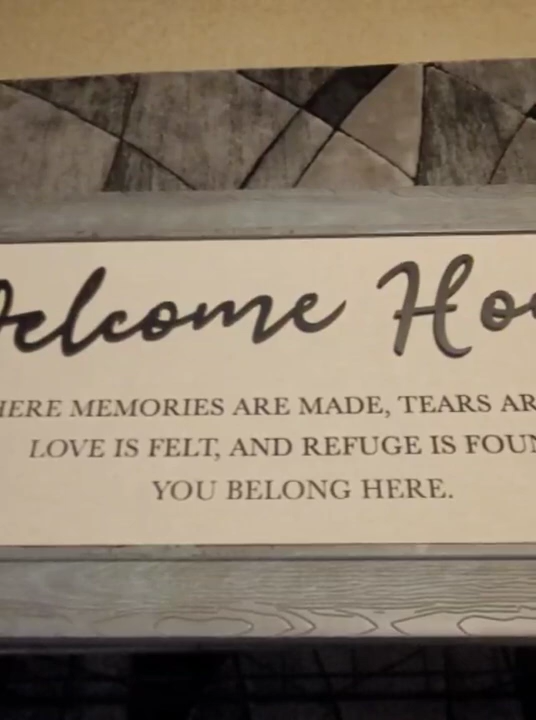 elcome Ho
HERE MEMORIES ARE MADE, TEARS AR
LOVE IS FELT, AND REFUGE IS FOUN
YOU BELONG HERE.